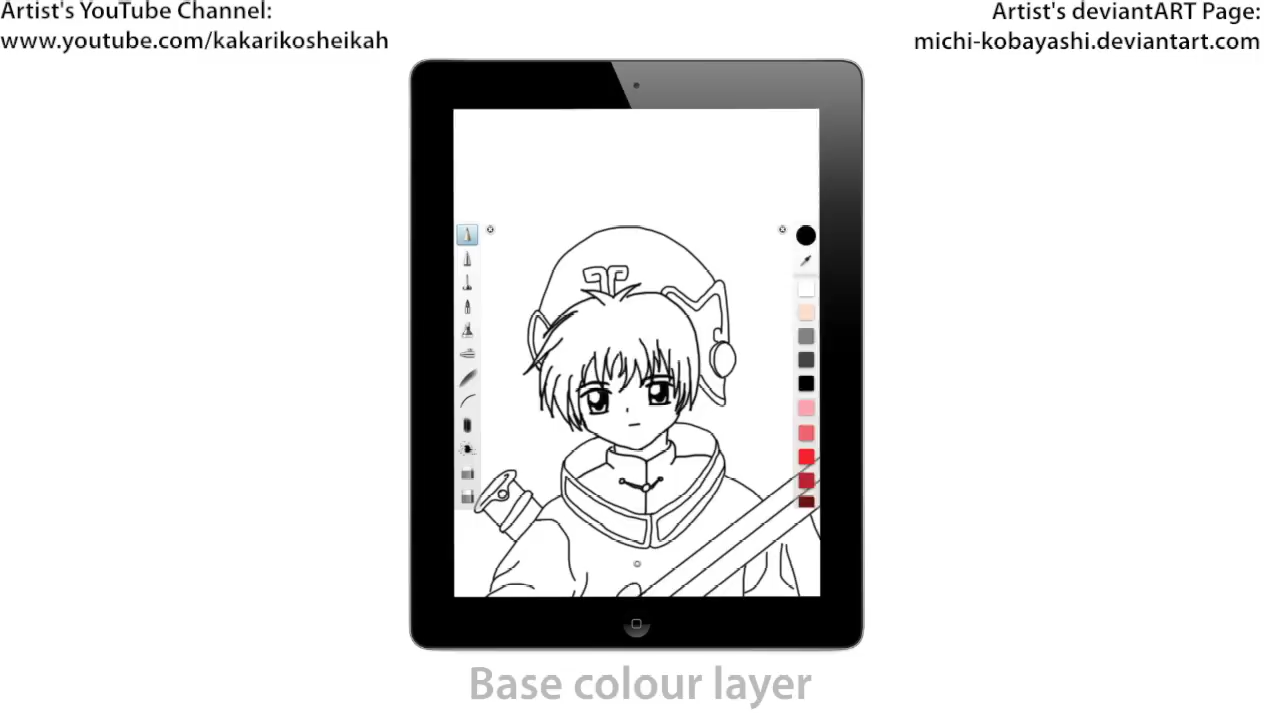 Artist's YouTube Channel:
www.youtube.com/kakarikosheikah
Artist's deviantART Page:
michi-kobayashi.deviantart.com
Base colour layer